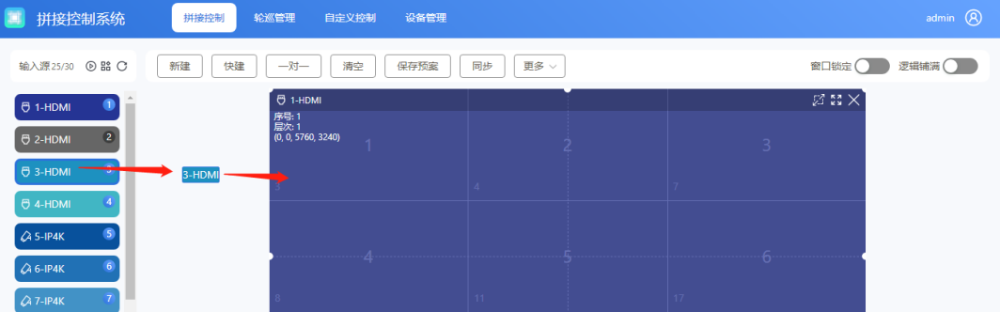 拼接控制系统
拼接控制 轮巡管理 自定义控制 设备管理
admin
输入源 25/30
新建 快建 一对一 清空 保存预案 同步 更多
窗口锁定 逻辑铺满
1-HDMI 1
2-HDMI 2
3-HDMI 3
4-HDMI 4
5-IP4K 5
6-IP4K 6
7-IP4K 7
3-HDMI
1-HDMI
序号: 1
层次: 1
(0, 0, 5760, 3240)
1 2 3
3 4 7
4 5 6
8 11 17